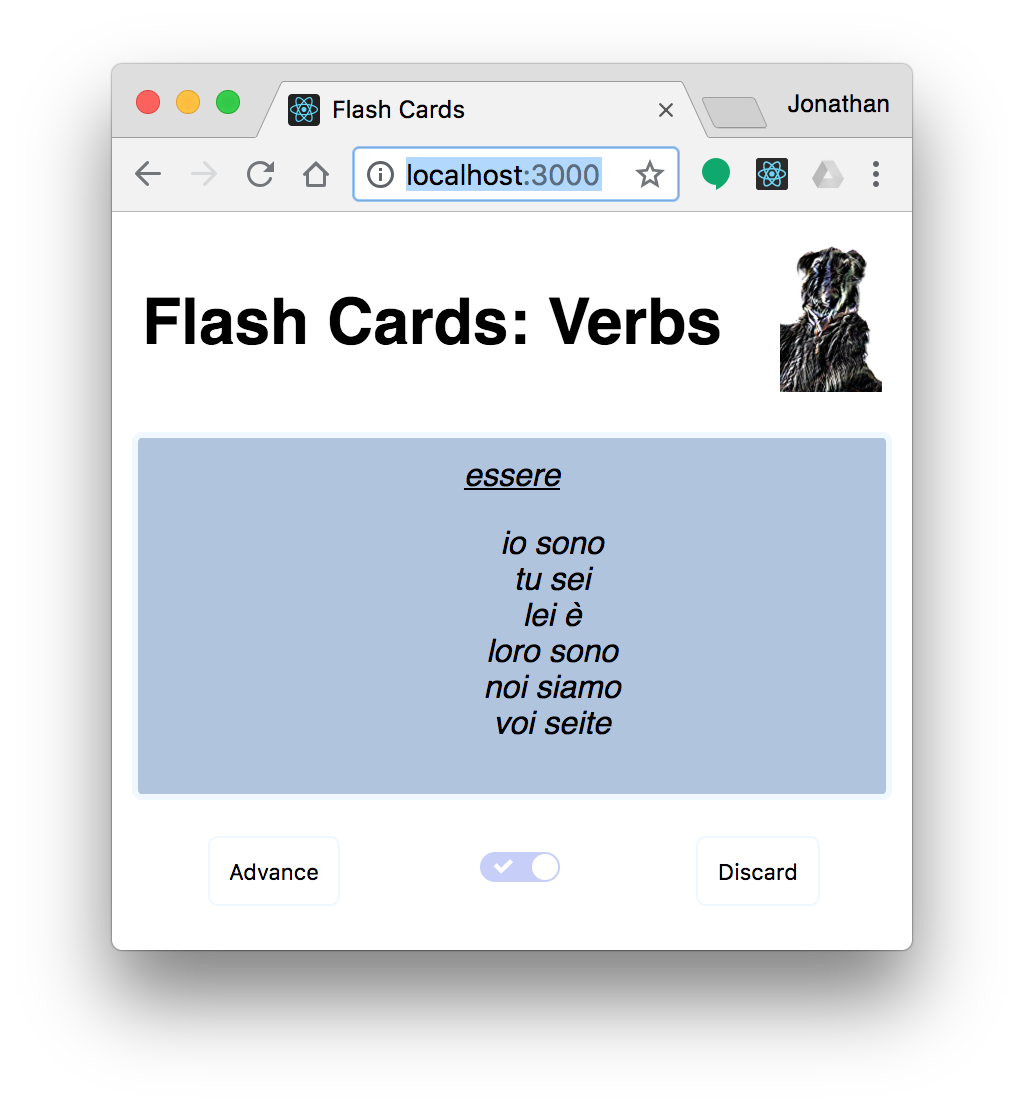 Flash Cards
Jonathan
localhost:3000
Flash Cards: Verbs
essere
io sono
tu sei
lei è
loro sono
noi siamo
voi seite
Advance
Discard